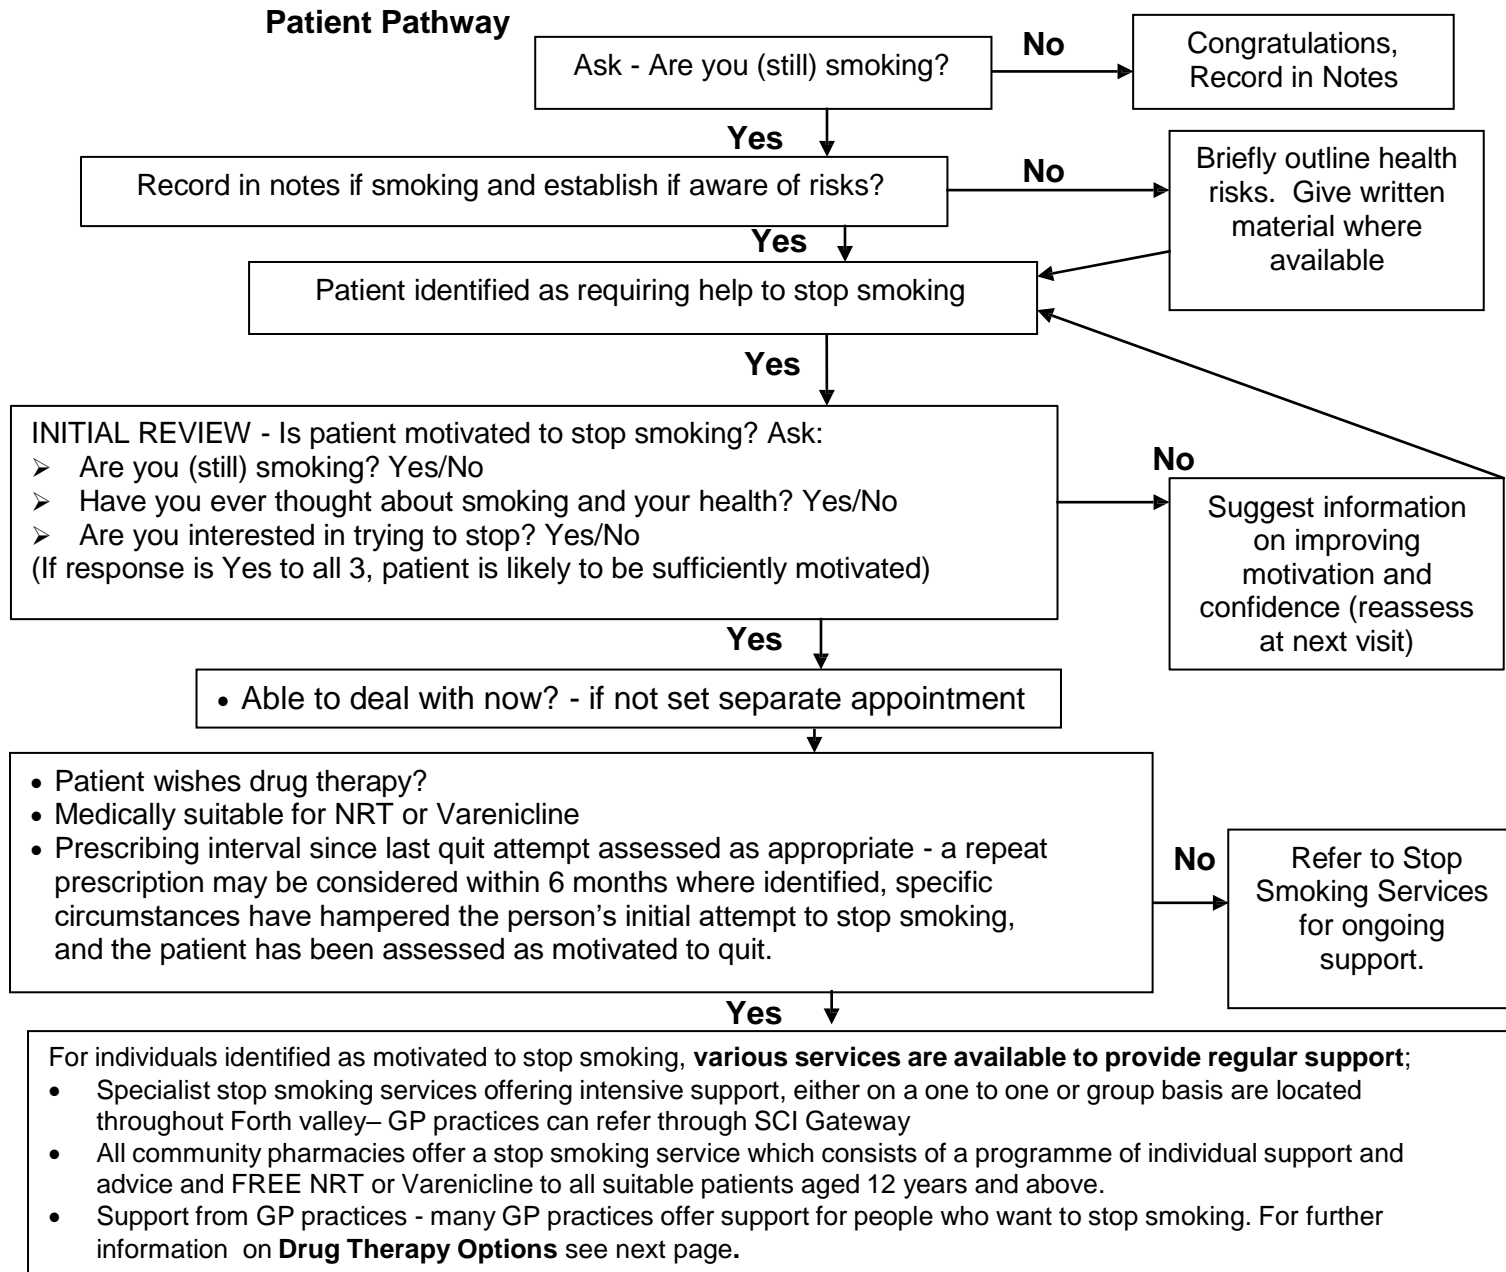 Patient Pathway
Ask - Are you (still) smoking?
No
Congratulations,
Record in Notes
Yes
Record in notes if smoking and establish if aware of risks?
No
Briefly outline health
risks. Give written
material where
available
Yes
Patient identified as requiring help to stop smoking
Yes
INITIAL REVIEW - Is patient motivated to stop smoking? Ask:
➢ Are you (still) smoking? Yes/No
➢ Have you ever thought about smoking and your health? Yes/No
➢ Are you interested in trying to stop? Yes/No
(If response is Yes to all 3, patient is likely to be sufficiently motivated)
No
Suggest information
on improving
motivation and
confidence (reassess
at next visit)
Yes
• Able to deal with now? - if not set separate appointment
• Patient wishes drug therapy?
• Medically suitable for NRT or Varenicline
• Prescribing interval since last quit attempt assessed as appropriate - a repeat
prescription may be considered within 6 months where identified, specific
circumstances have hampered the person's initial attempt to stop smoking,
and the patient has been assessed as motivated to quit.
No
Refer to Stop
Smoking Services
for ongoing
support.
Yes
For individuals identified as motivated to stop smoking, various services are available to provide regular support;
• Specialist stop smoking services offering intensive support, either on a one to one or group basis are located
throughout Forth valley– GP practices can refer through SCI Gateway
• All community pharmacies offer a stop smoking service which consists of a programme of individual support and
advice and FREE NRT or Varenicline to all suitable patients aged 12 years and above.
• Support from GP practices - many GP practices offer support for people who want to stop smoking. For further
information on Drug Therapy Options see next page.